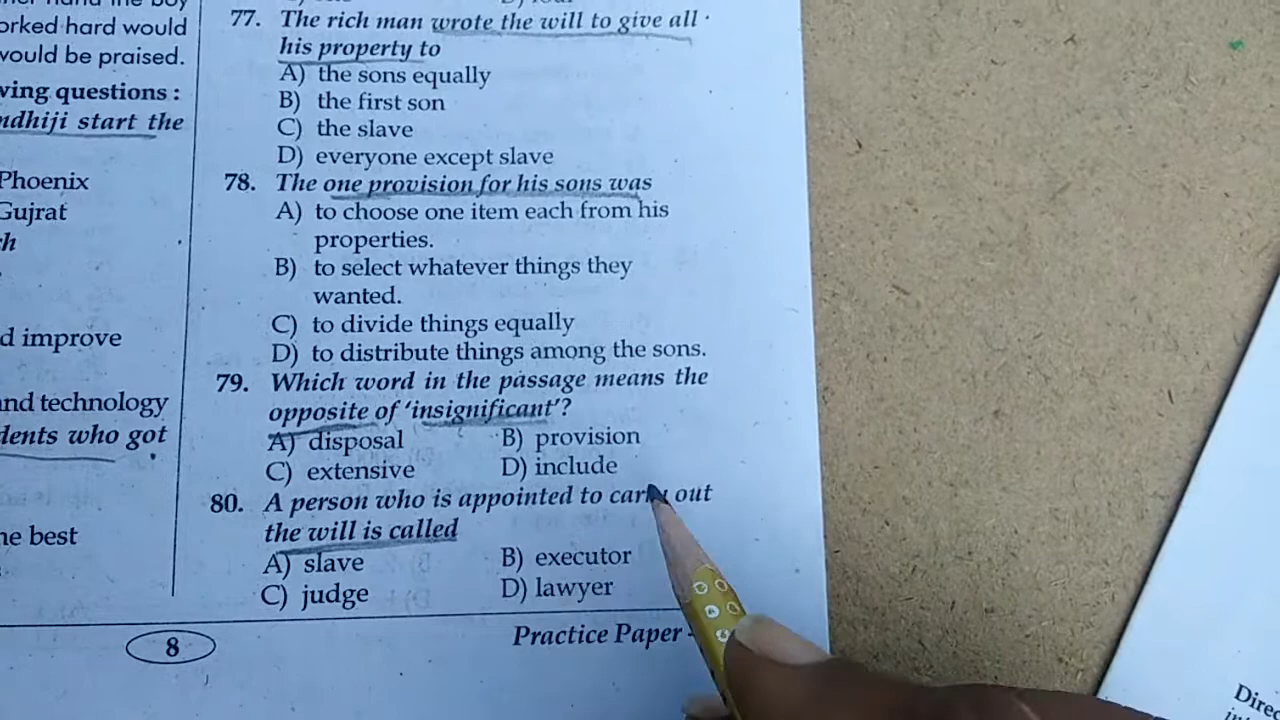 orked hard would
would be praised.
ving questions :
ndhiji start the
Phoenix
Gujrat
d improve
and technology
dents who got
ne best
77. The rich man wrote the will to give all
his property to
A) the sons equally
B) the first son
C) the slave
D) everyone except slave
78. The one provision for his sons was
A) to choose one item each from his
properties.
B) to select whatever things they
wanted.
C) to divide things equally
D) to distribute things among the sons.
79. Which word in the passage means the
opposite of 'insignificant'?
A) disposal B) provision
C) extensive D) include
80. A person who is appointed to carry out
the will is called
A) slave B) executor
C) judge D) lawyer
8
Practice Paper -
Direc